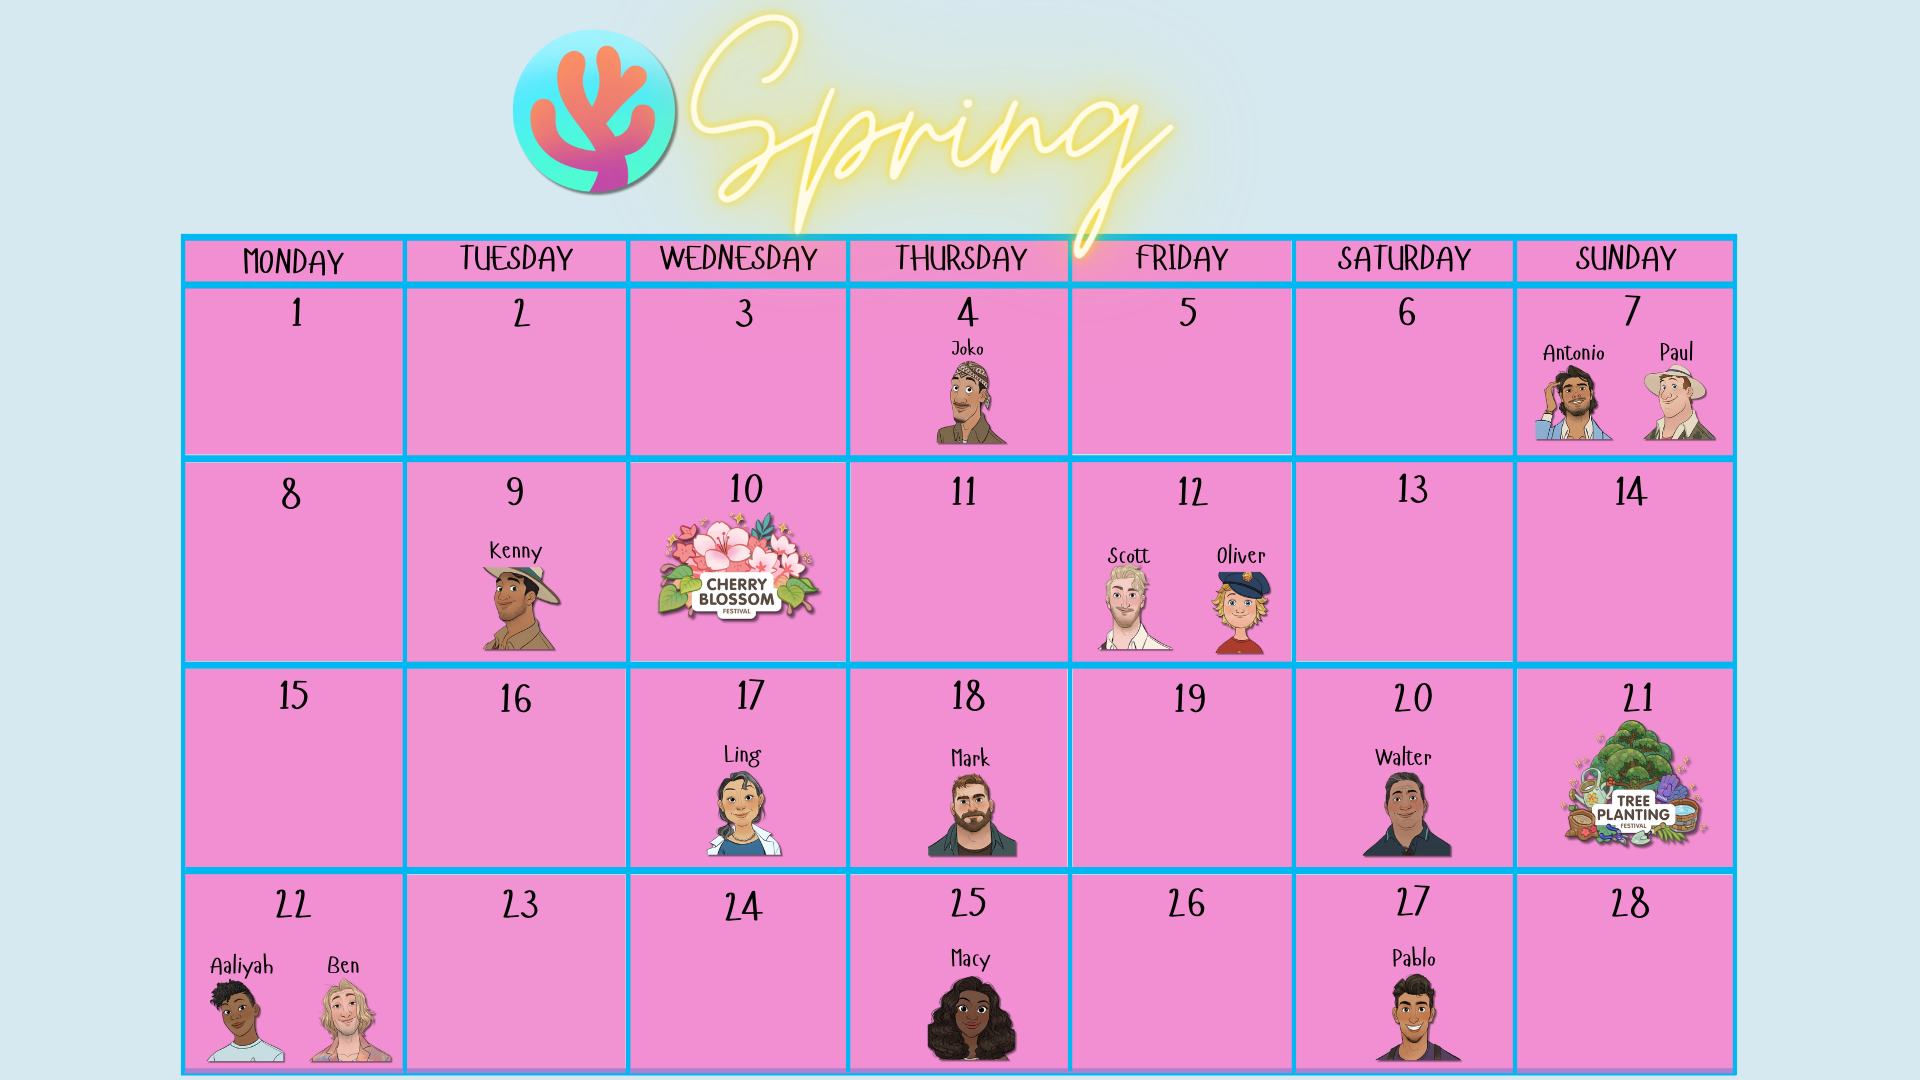 Spring
MONDAY TUESDAY WEDNESDAY THURSDAY FRIDAY SATURDAY SUNDAY
1 2 3 4 5 6 7
Joko
Antonio Paul
8 9 10 11 12 13 14
Kenny
CHERRY
BLOSSOM
FESTIVAL
Scott Oliver
15 16 17 18 19 20 21
Ling
Mark
Walter
TREE
PLANTING
FESTIVAL
22 23 24 25 26 27 28
Aaliyah Ben
Macy
Pablo